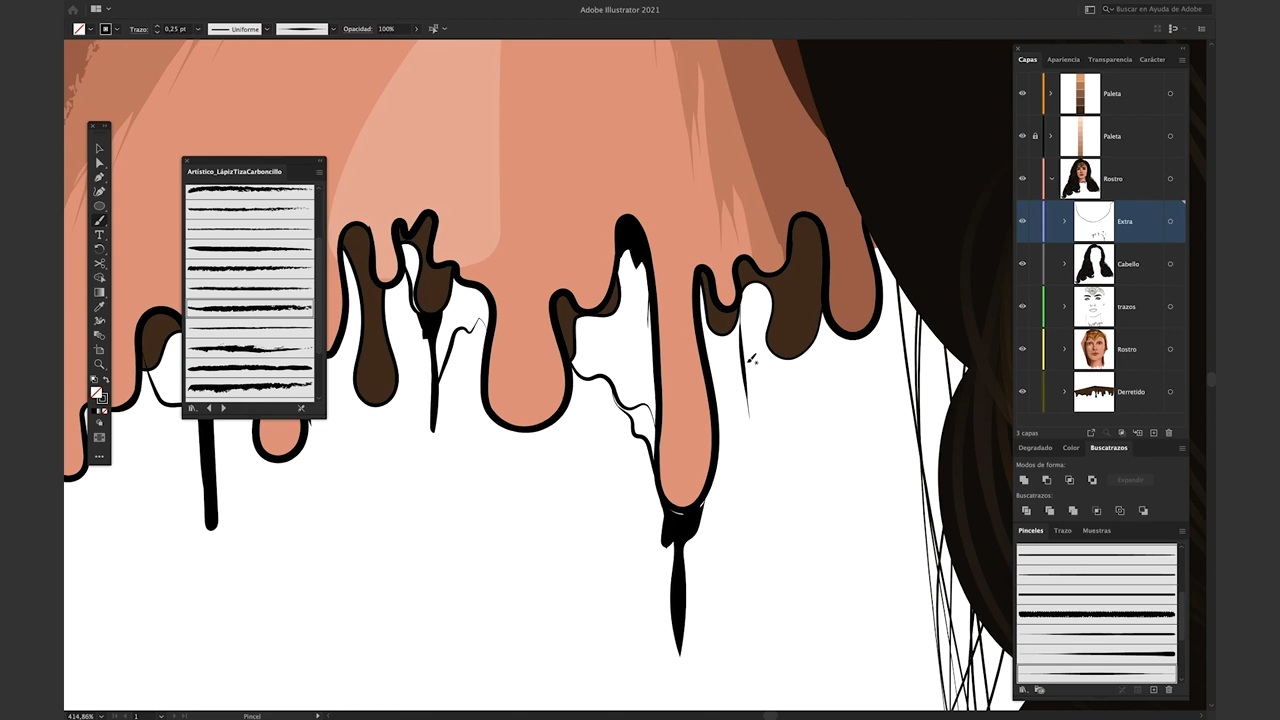 Adobe Illustrator 2021
Buscar en Ayuda de Adobe
Trazo: 0,25 pt Uniforme Opacidad: 100%
Capas Apariencia Transparencia Carácter
Paleta
Paleta
Rostro
Artístico_LápizTizaCarboncillo
Extra
Cabello
trazos
Rostro
Derretido
3 capas
Degradado Color Buscatrazos
Modos de forma:
Expandir
Buscatrazos:
Pinceles Trazo Muestras
414,86% 1 Pincel